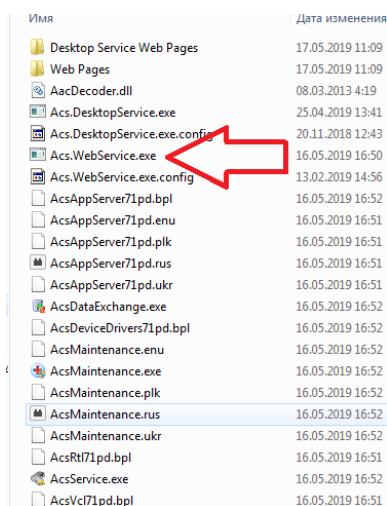 Имя Дата изменения
Desktop Service Web Pages 17.05.2019 11:09
Web Pages 17.05.2019 11:09
AacDecoder.dll 08.03.2013 4:19
Acs.DesktopService.exe 25.04.2019 13:41
Acs.DesktopService.exe.config 20.11.2018 12:43
Acs.WebService.exe 16.05.2019 16:50
Acs.WebService.exe.config 13.02.2019 14:56
AcsAppServer71pd.bpl 16.05.2019 16:52
AcsAppServer71pd.enu 16.05.2019 16:51
AcsAppServer71pd.plk 16.05.2019 16:51
AcsAppServer71pd.rus 16.05.2019 16:51
AcsAppServer71pd.ukr 16.05.2019 16:51
AcsDataExchange.exe 16.05.2019 16:52
AcsDeviceDrivers71pd.bpl 16.05.2019 16:52
AcsMaintenance.enu 16.05.2019 16:52
AcsMaintenance.exe 16.05.2019 16:52
AcsMaintenance.plk 16.05.2019 16:52
AcsMaintenance.rus 16.05.2019 16:52
AcsMaintenance.ukr 16.05.2019 16:52
AcsRtl71pd.bpl 16.05.2019 16:51
AcsService.exe 16.05.2019 16:52
AcsVcl71pd.bpl 16.05.2019 16:51